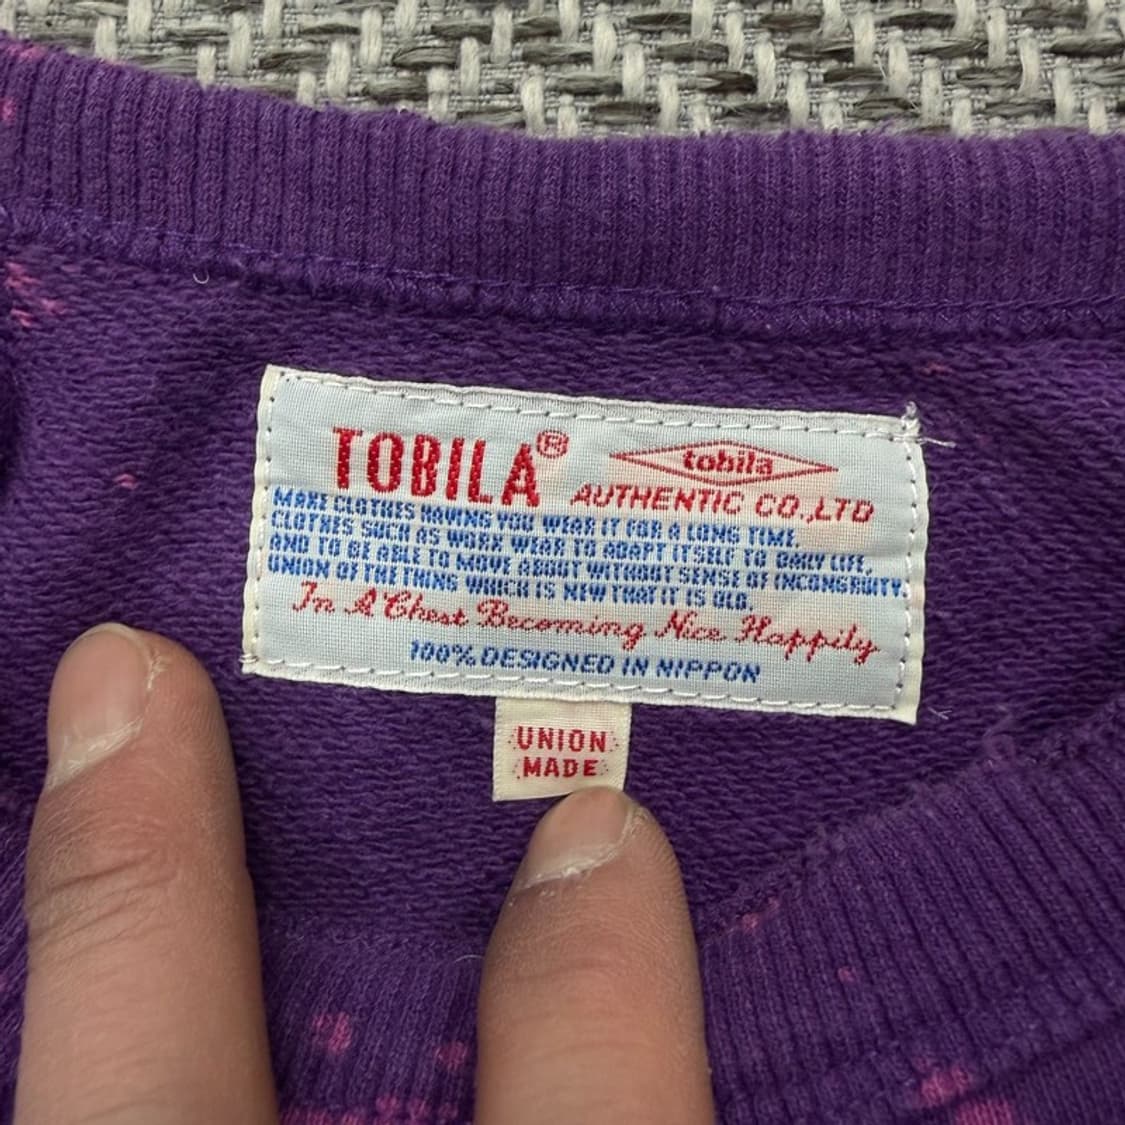 TOBILA®
tobila
AUTHENTIC CO.,LTD
MAKE CLOTHES HAVING YOU WEAR IT FOR A LONG TIME.
CLOTHES SUCH AS WORK WEAR TO ADAPT ITSELF TO DAILY LIFE,
AND TO BE ABLE TO MOVE ABOUT WITHOUT SENSE OF INCONGRUITY.
UNION OF THE THING WHICH IS NEW THAT IT IS OLD.
In A Chest Becoming Nice Happily
100% DESIGNED IN NIPPON
UNION
MADE